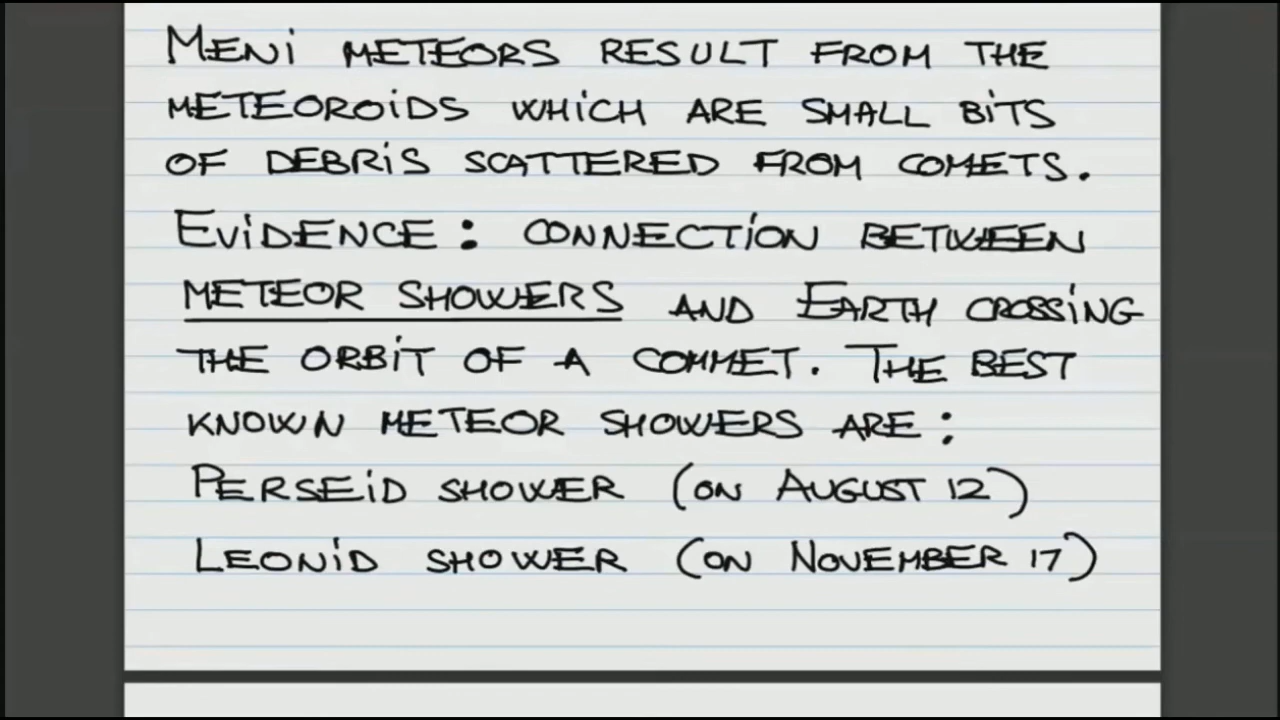 MENI METEORS RESULT FROM THE
METEOROIDS WHICH ARE SMALL BITS
OF DEBRIS SCATTERED FROM COMETS.
EVIDENCE: CONNECTION BETWEEN
METEOR SHOWERS AND EARTH CROSSING
THE ORBIT OF A COMMET. THE BEST
KNOWN METEOR SHOWERS ARE:
PERSEID SHOWER (ON AUGUST 12)
LEONID SHOWER (ON NOVEMBER 17)